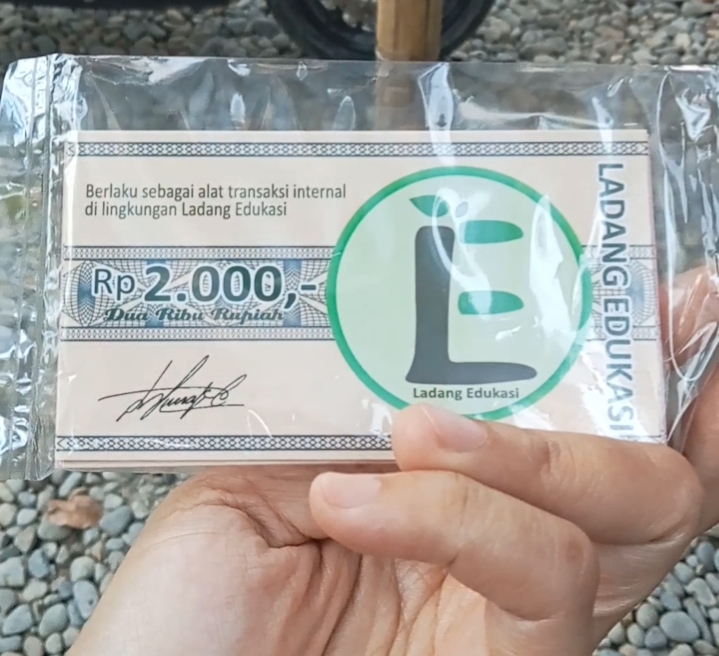 Berlaku sebagai alat transaksi internal
di lingkungan Ladang Edukasi
Rp 2.000,-
Dua Ribu Rupiah
Ladang Edukasi
LADANG EDUKASI